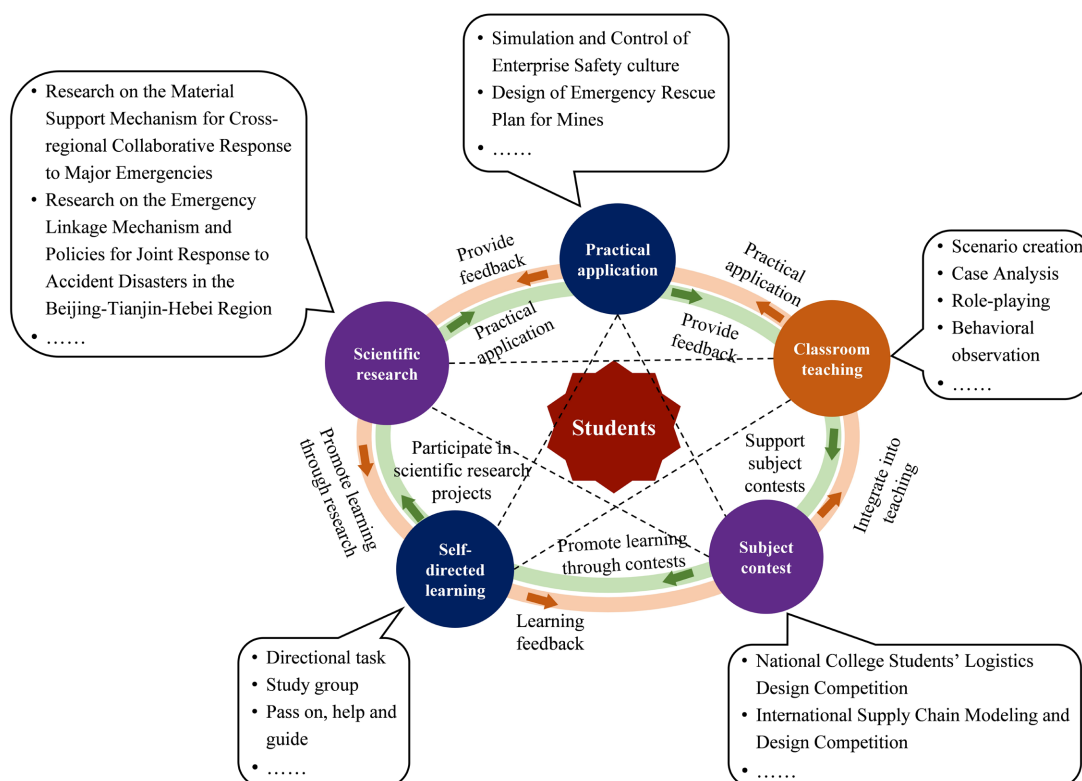 • Simulation and Control of
Enterprise Safety culture
• Design of Emergency Rescue
Plan for Mines
• ……
• Research on the Material
Support Mechanism for Cross-
regional Collaborative Response
to Major Emergencies
• Research on the Emergency
Linkage Mechanism and
Policies for Joint Response to
Accident Disasters in the
Beijing-Tianjin-Hebei Region
• ……
Practical
application
Provide
feedback
Practical
application
Practical
application
Provide
feedback
• Scenario creation
• Case Analysis
• Role-playing
• Behavioral
observation
• ……
Scientific
research
Classroom
teaching
Students
Promote learning
through research
Participate in
scientific research
projects
Support
subject
contests
Integrate into
teaching
Self-
directed
learning
Promote learning
through contests
Subject
contest
Learning
feedback
• Directional task
• Study group
• Pass on, help and
guide
• ……
• National College Students’ Logistics
Design Competition
• International Supply Chain Modeling and
Design Competition
• ……